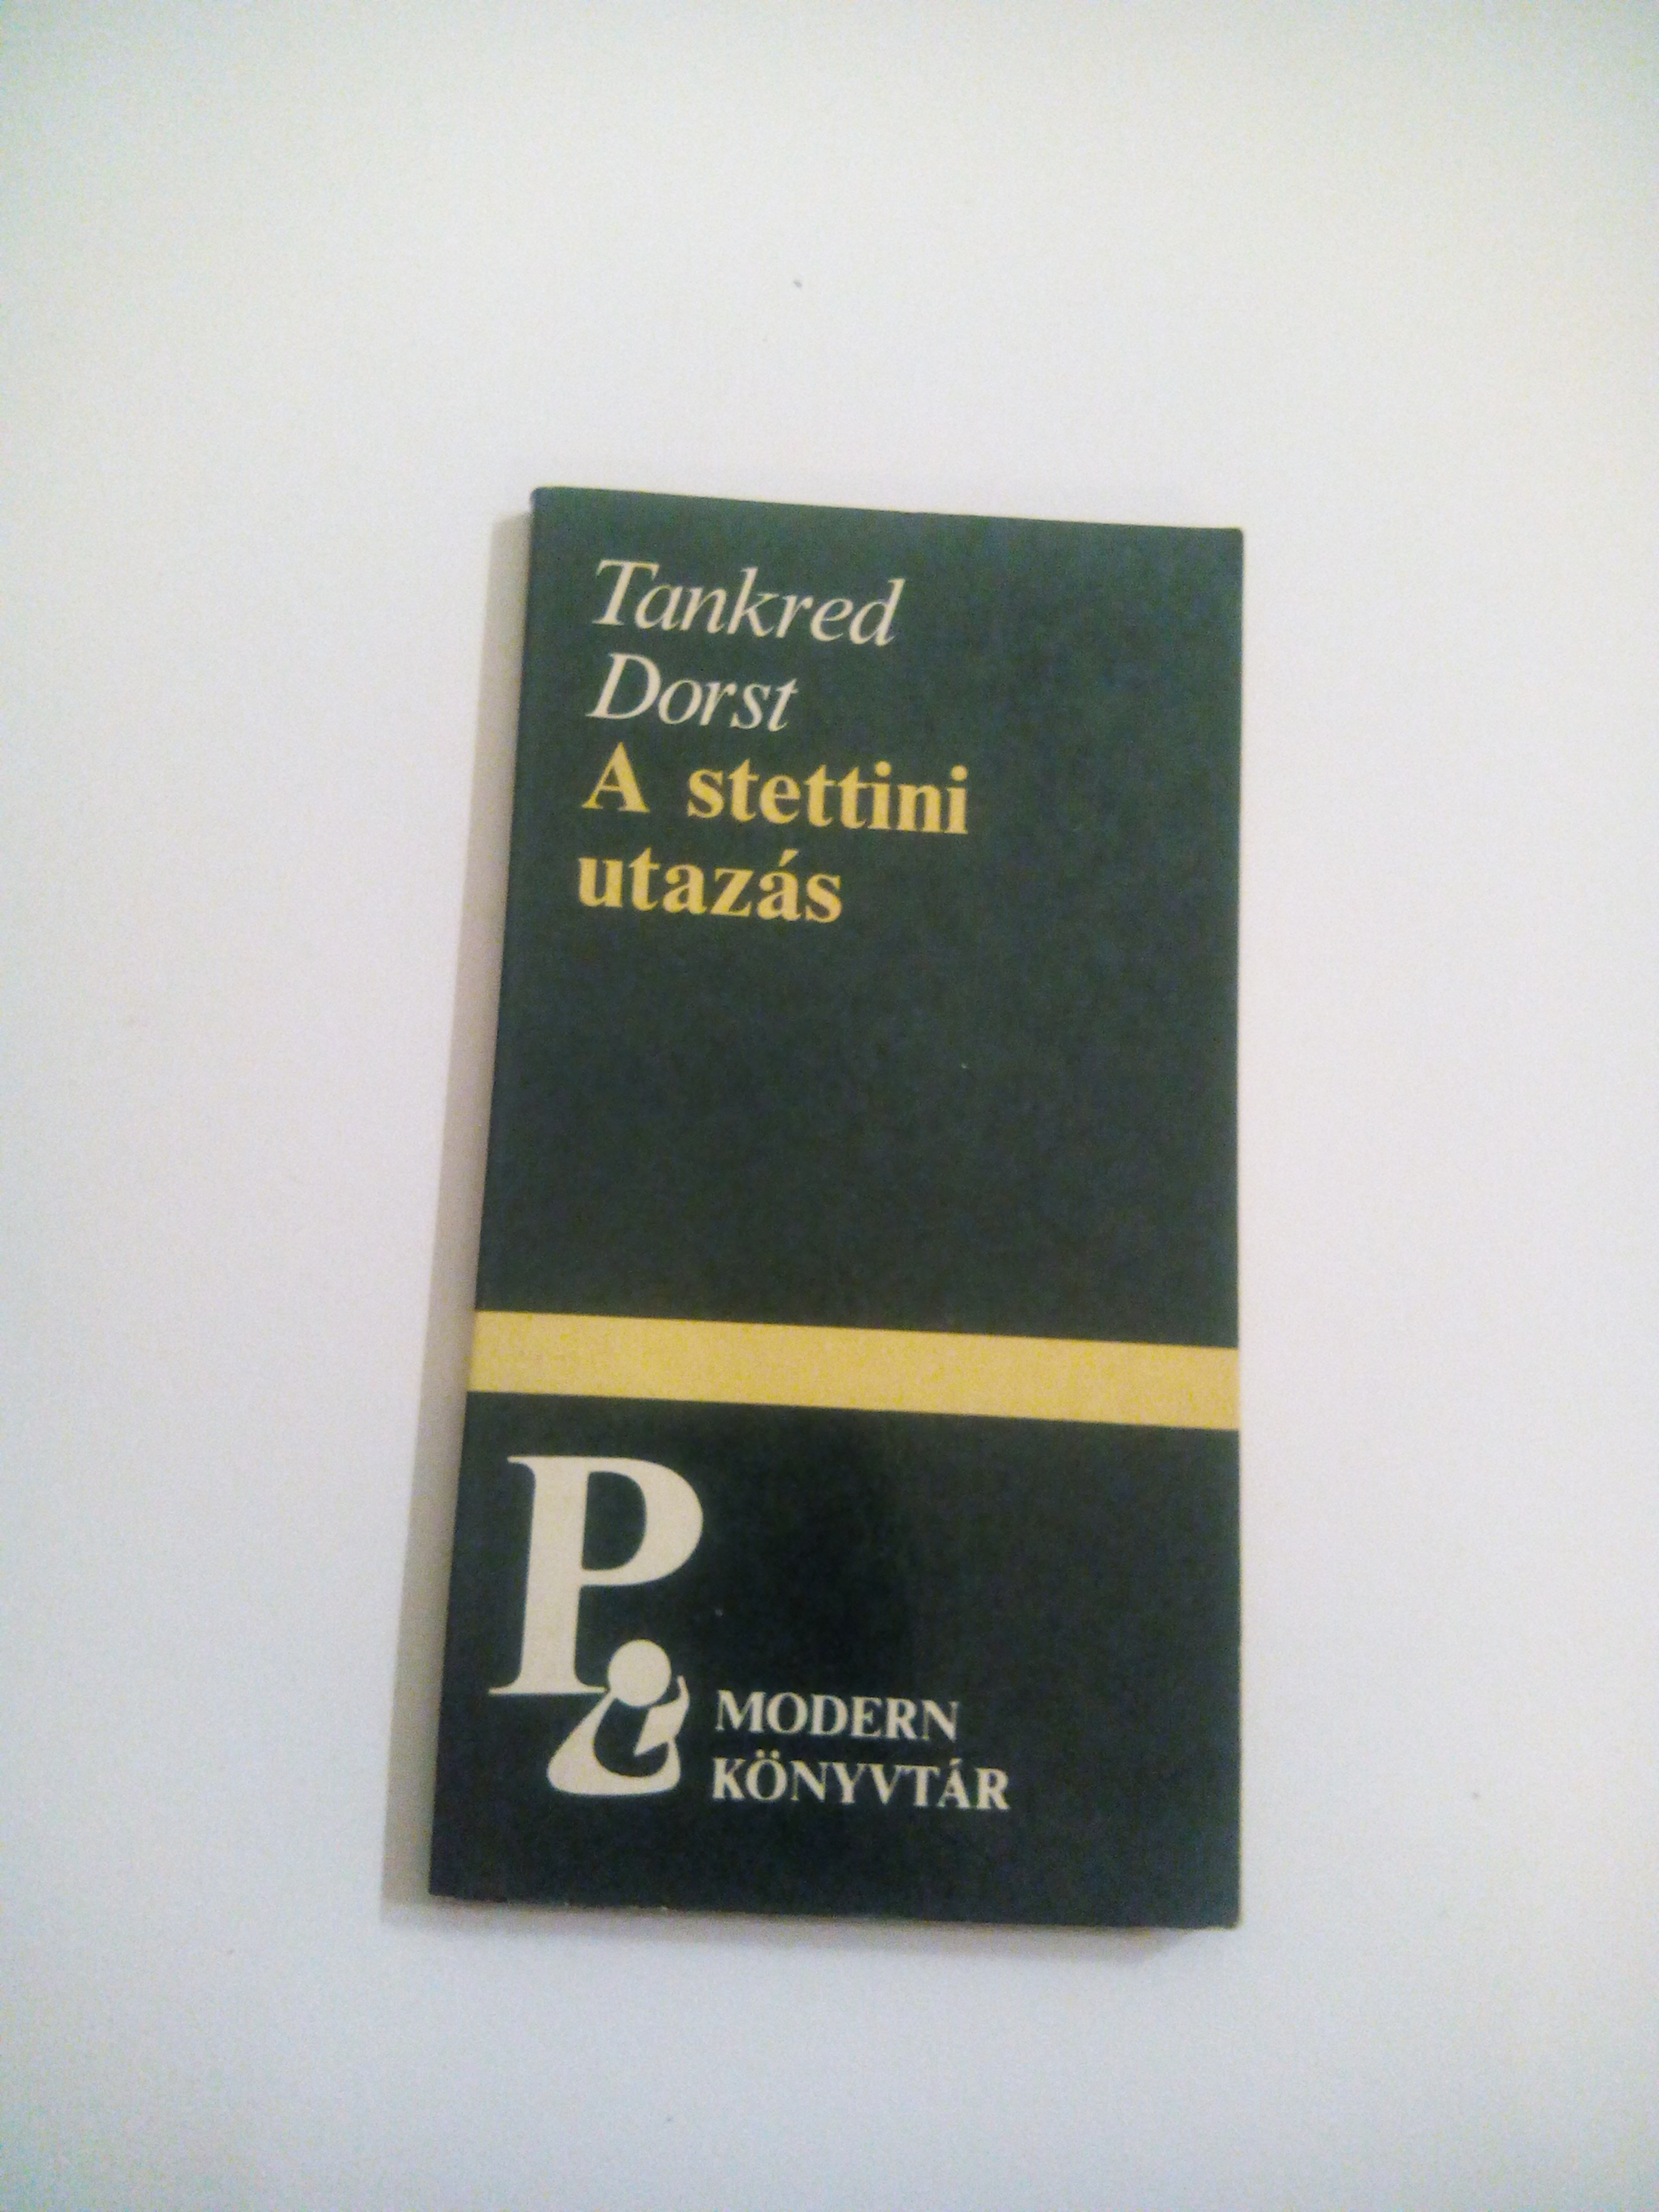 Tankred
Dorst
A stettini
utazás
P
MODERN
KÖNYVTÁR